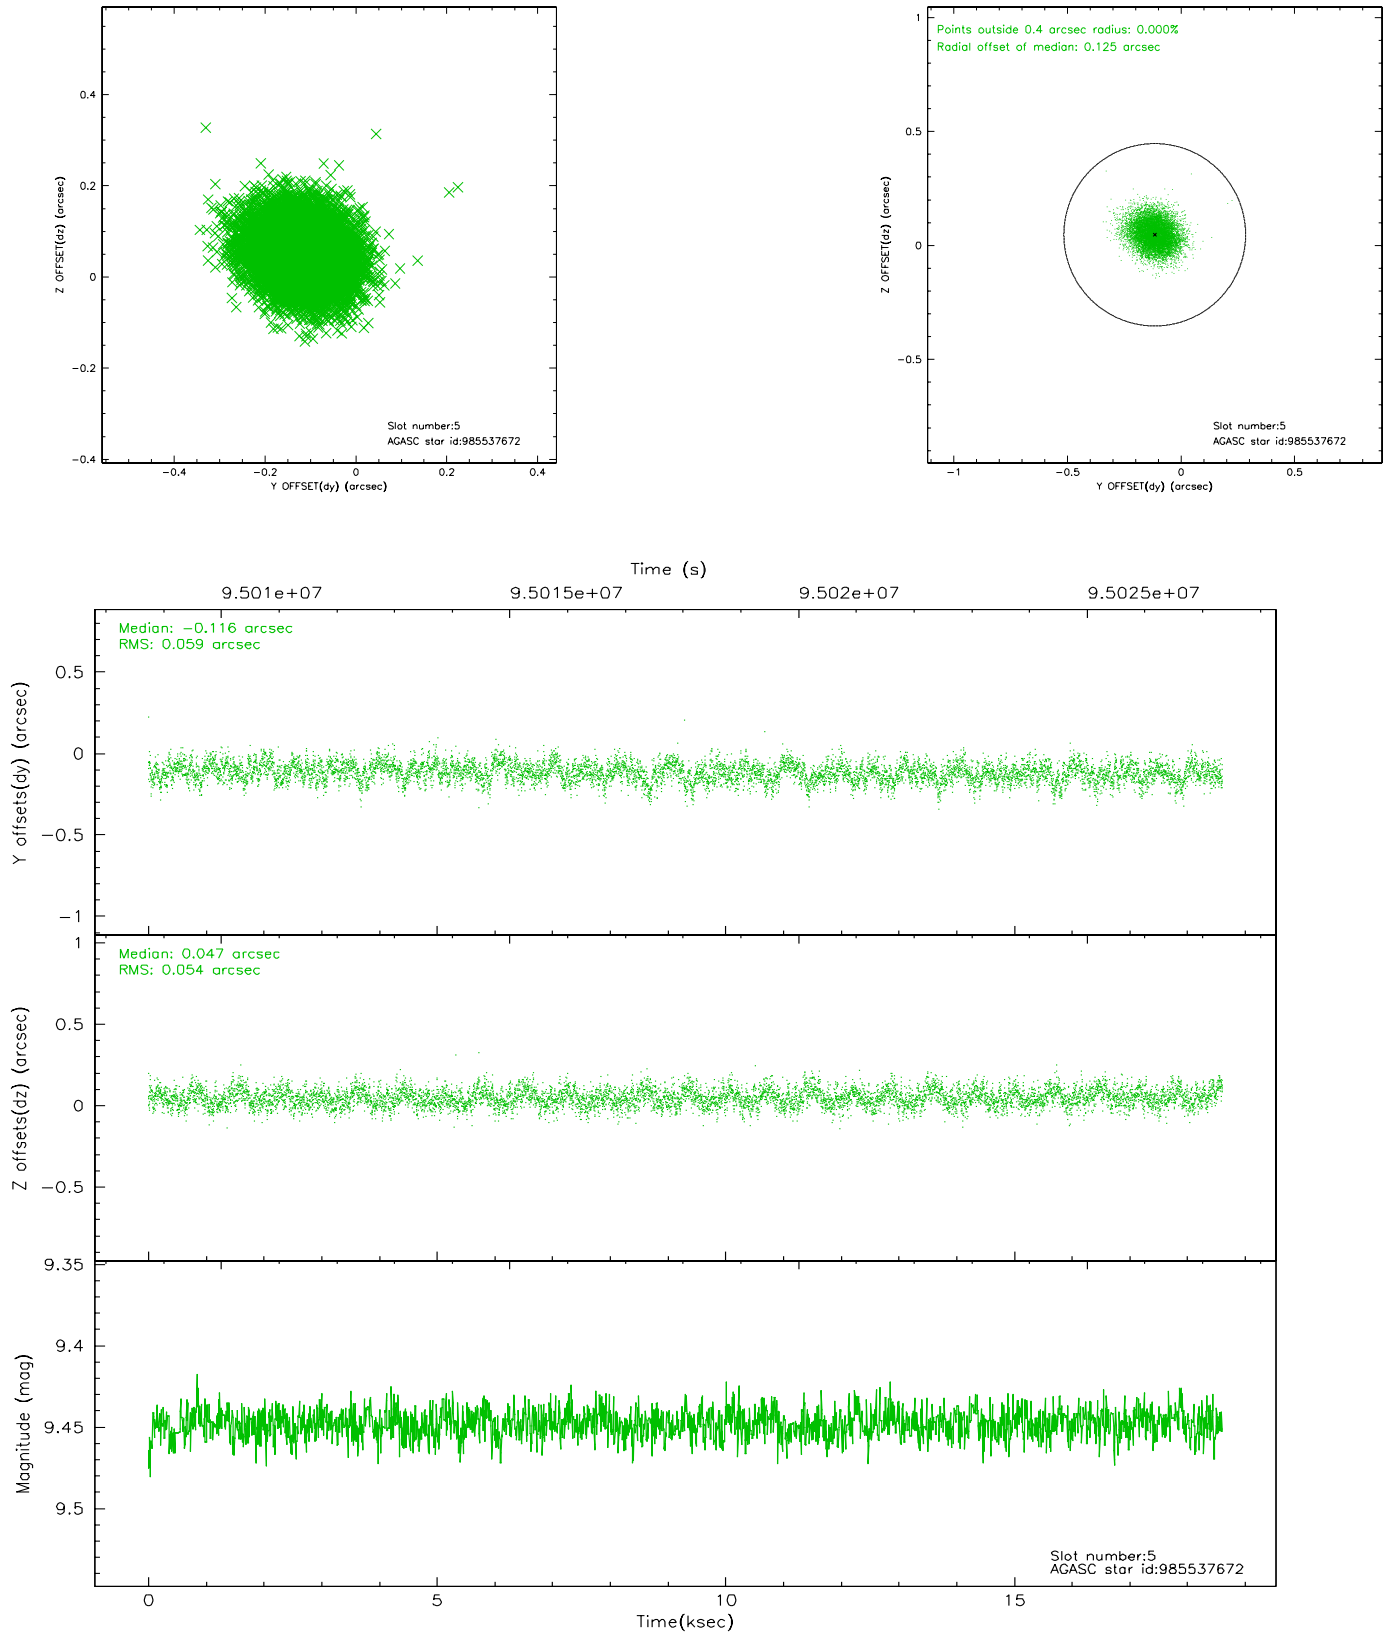 0.4
0.2
0
−0.2
−0.4
Z OFFSET(dz) (arcsec)
−0.4
−0.2
0
0.2
0.4
Y OFFSET(dy) (arcsec)
Slot number:5
AGASC star id:985537672
Points outside 0.4 arcsec radius: 0.000%
Radial offset of median: 0.125 arcsec
1
0.5
0
−0.5
Z OFFSET(dz) (arcsec)
−1
−0.5
0
0.5
Y OFFSET(dy) (arcsec)
Slot number:5
AGASC star id:985537672
Time (s)
9.501e+07
9.5015e+07
9.502e+07
9.5025e+07
Median: −0.116 arcsec
RMS: 0.059 arcsec
0.5
0
−0.5
−1
Y offsets(dy) (arcsec)
Median: 0.047 arcsec
RMS: 0.054 arcsec
1
0.5
0
−0.5
Z offsets(dz) (arcsec)
9.35
9.4
9.45
9.5
Magnitude (mag)
Slot number:5
AGASC star id:985537672
0
5
10
15
Time(ksec)